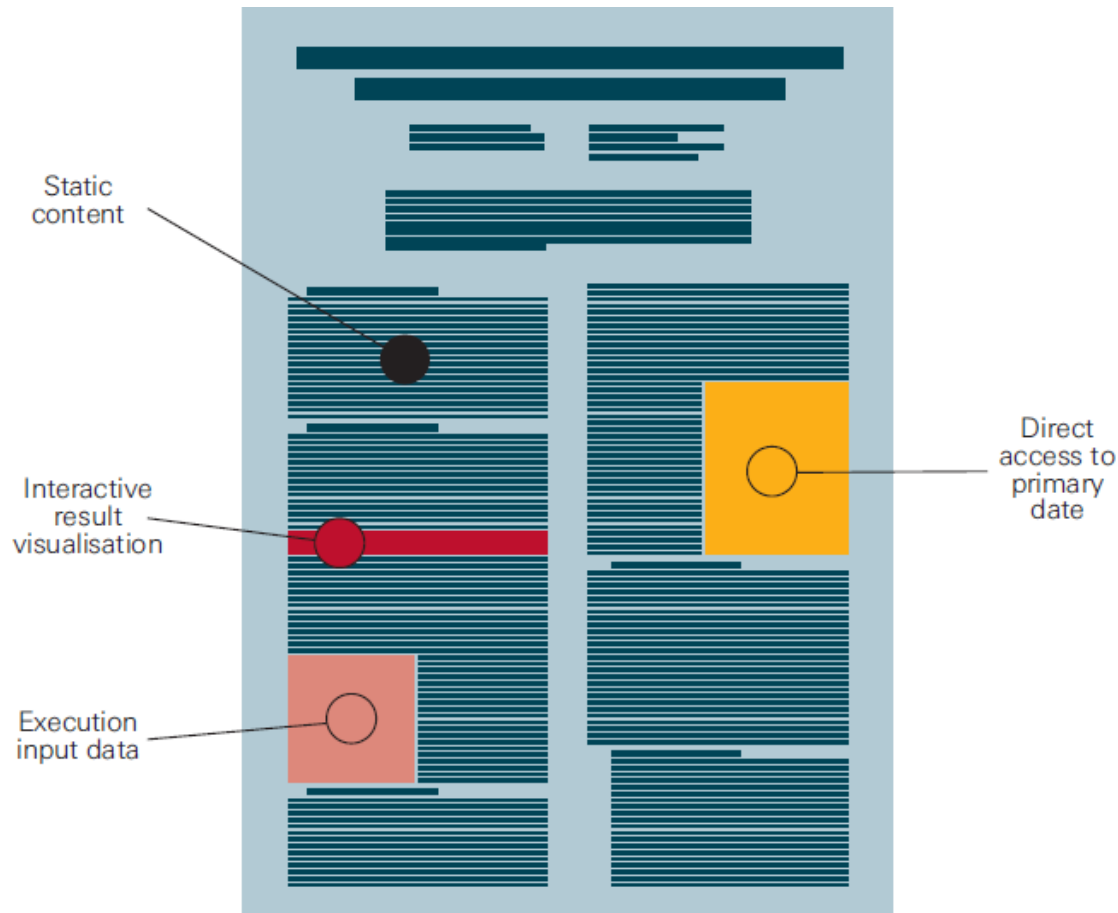 Static
content
Interactive
result
visualisation
Execution
input data
Direct
access to
primary
date